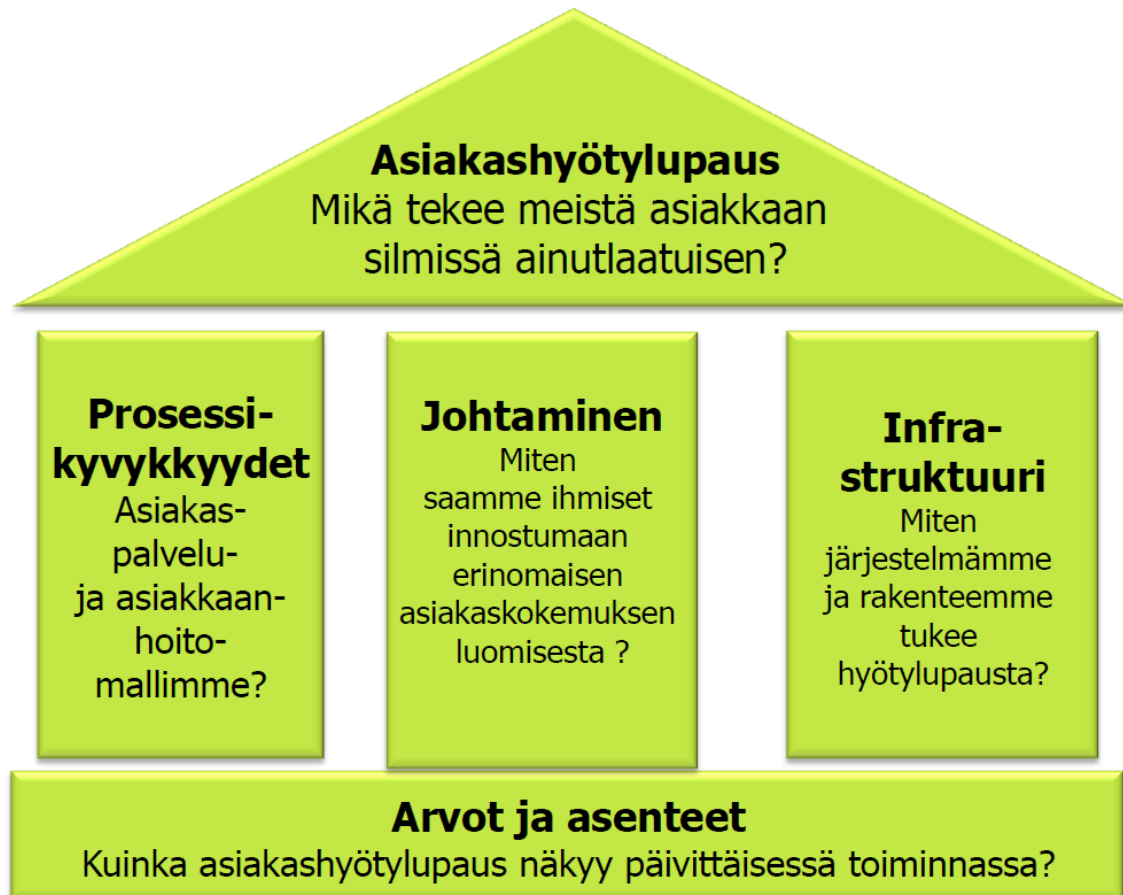 Asiakashyötylupaus
Mikä tekee meistä asiakkaan
silmissä ainutlaatuisen?
Prosessi-
kyvykkyydet
Asiakas-
palvelu-
ja asiakkaan-
hoito-
mallimme?
Johtaminen
Miten
saamme ihmiset
innostumaan
erinomaisen
asiakaskokemuksen
luomisesta ?
Infra-
struktuuri
Miten
järjestelmämme
ja rakenteemme
tukee
hyötylupausta?
Arvot ja asenteet
Kuinka asiakashyötylupaus näkyy päivittäisessä toiminnassa?